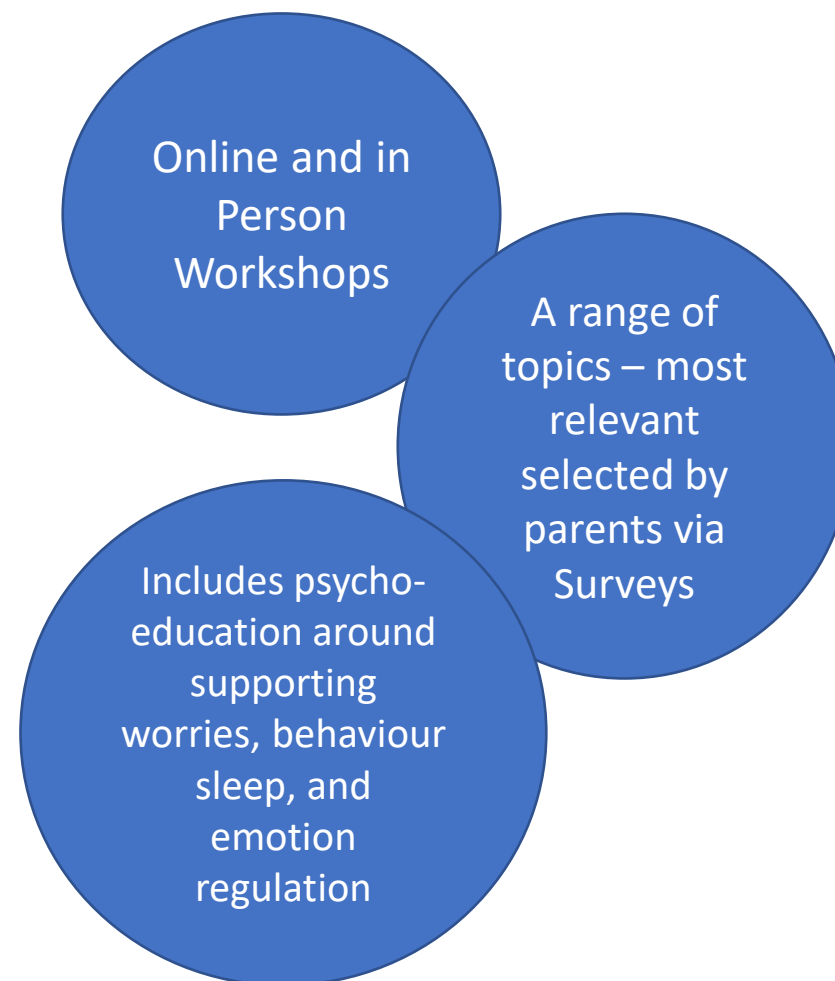 Online and in
Person
Workshops
A range of
topics – most
relevant
selected by
parents via
Surveys
Includes psycho-
education around
supporting
worries, behaviour
sleep, and
emotion
regulation